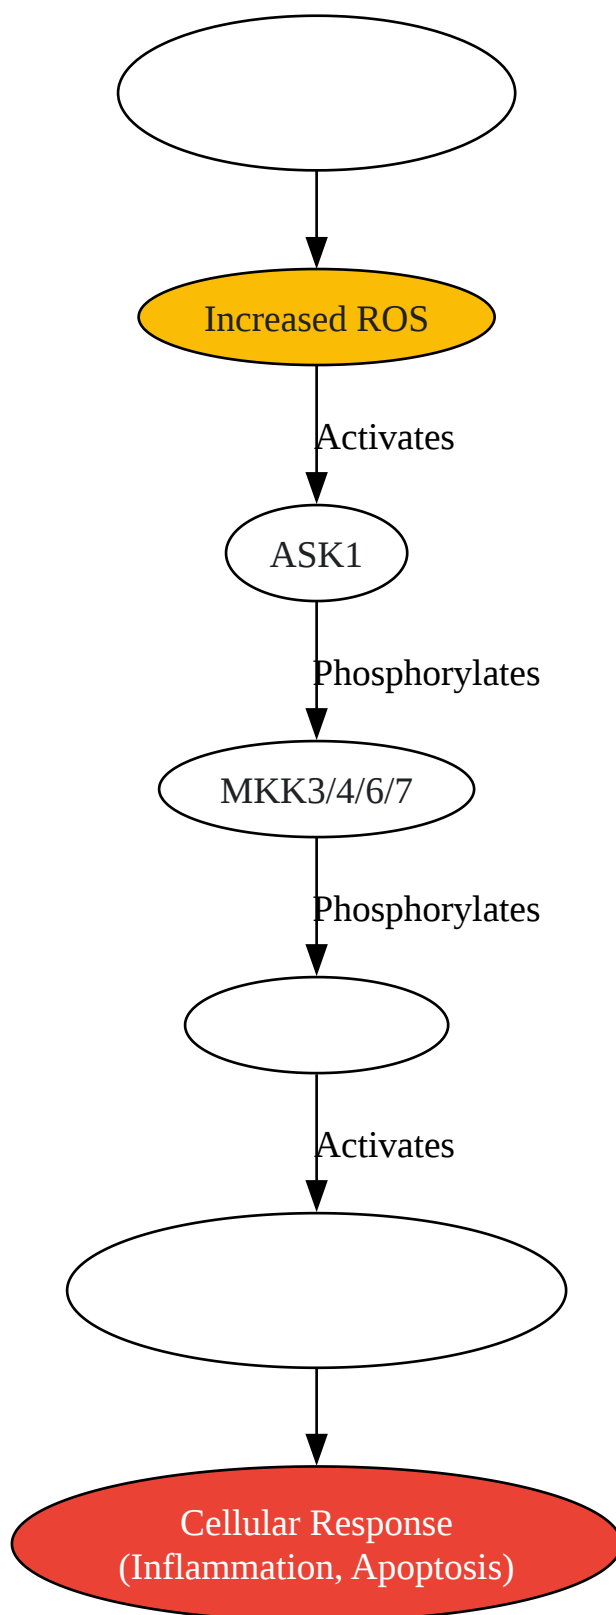 Increased ROS
Activates
ASK1
Phosphorylates
MKK3/4/6/7
Phosphorylates
Activates
Cellular Response
(Inflammation, Apoptosis)